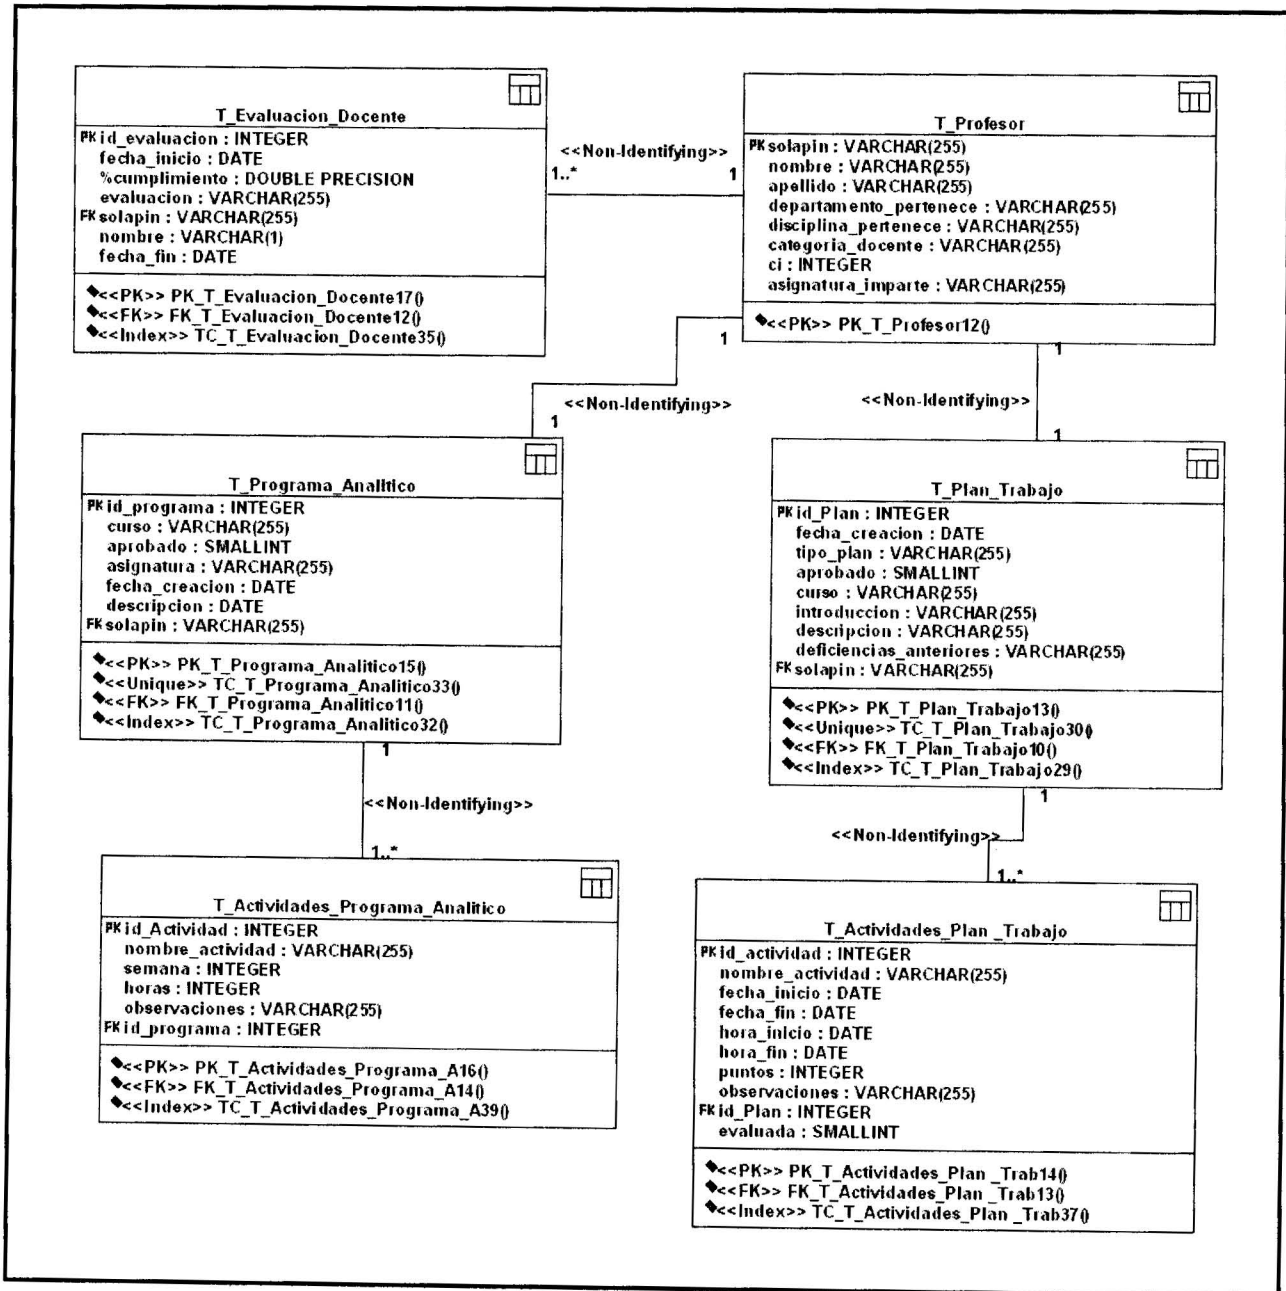 T_Evaluacion_Docente
PK id_evaluacion : INTEGER
fecha_inicio : DATE
%cumplimiento : DOUBLE PRECISION
evaluacion : VARCHAR(255)
FK solapin : VARCHAR(255)
nombre : VARCHAR(1)
fecha_fin : DATE
<<PK>> PK_T_Evaluacion_Docente17()
<<FK>> FK_T_Evaluacion_Docente12()
<<Index>> TC_T_Evaluacion_Docente35()
<<Non-Identifying>>
1..*
1
T_Profesor
PK solapin : VARCHAR(255)
nombre : VARCHAR(255)
apellido : VARCHAR(255)
departamento_pertenece : VARCHAR(255)
disciplina_pertenece : VARCHAR(255)
categoria_docente : VARCHAR(255)
ci : INTEGER
asignatura_imparte : VARCHAR(255)
<<PK>> PK_T_Profesor12()
1
<<Non-Identifying>>
1
1
<<Non-Identifying>>
1
T_Programa_Analitico
PK id_programa : INTEGER
curso : VARCHAR(255)
aprobado : SMALLINT
asignatura : VARCHAR(255)
fecha_creacion : DATE
descripcion : DATE
FK solapin : VARCHAR(255)
<<PK>> PK_T_Programa_Analitico15()
<<Unique>> TC_T_Programa_Analitico33()
<<FK>> FK_T_Programa_Analitico11()
<<Index>> TC_T_Programa_Analitico32()
T_Plan_Trabajo
PK id_Plan : INTEGER
fecha_creacion : DATE
tipo_plan : VARCHAR(255)
aprobado : SMALLINT
curso : VARCHAR(255)
introduccion : VARCHAR(255)
descripcion : VARCHAR(255)
deficiencias_anteriores : VARCHAR(255)
FK solapin : VARCHAR(255)
<<PK>> PK_T_Plan_Trabajo13()
<<Unique>> TC_T_Plan_Trabajo30()
<<FK>> FK_T_Plan_Trabajo10()
<<Index>> TC_T_Plan_Trabajo29()
1
<<Non-Identifying>>
1..*
1
<<Non-Identifying>>
1..*
T_Actividades_Programa_Analitico
PK id_Actividad : INTEGER
nombre_actividad : VARCHAR(255)
semana : INTEGER
horas : INTEGER
observaciones : VARCHAR(255)
FK id_programa : INTEGER
<<PK>> PK_T_Actividades_Programa_A16()
<<FK>> FK_T_Actividades_Programa_A14()
<<Index>> TC_T_Actividades_Programa_A39()
T_Actividades_Plan _Trabajo
PK id_actividad : INTEGER
nombre_actividad : VARCHAR(255)
fecha_inicio : DATE
fecha_fin : DATE
hora_inicio : DATE
hora_fin : DATE
puntos : INTEGER
observaciones : VARCHAR(255)
FK id_Plan : INTEGER
evaluada : SMALLINT
<<PK>> PK_T_Actividades_Plan _Trab14()
<<FK>> FK_T_Actividades_Plan _Trab13()
<<Index>> TC_T_Actividades_Plan _Trab37()